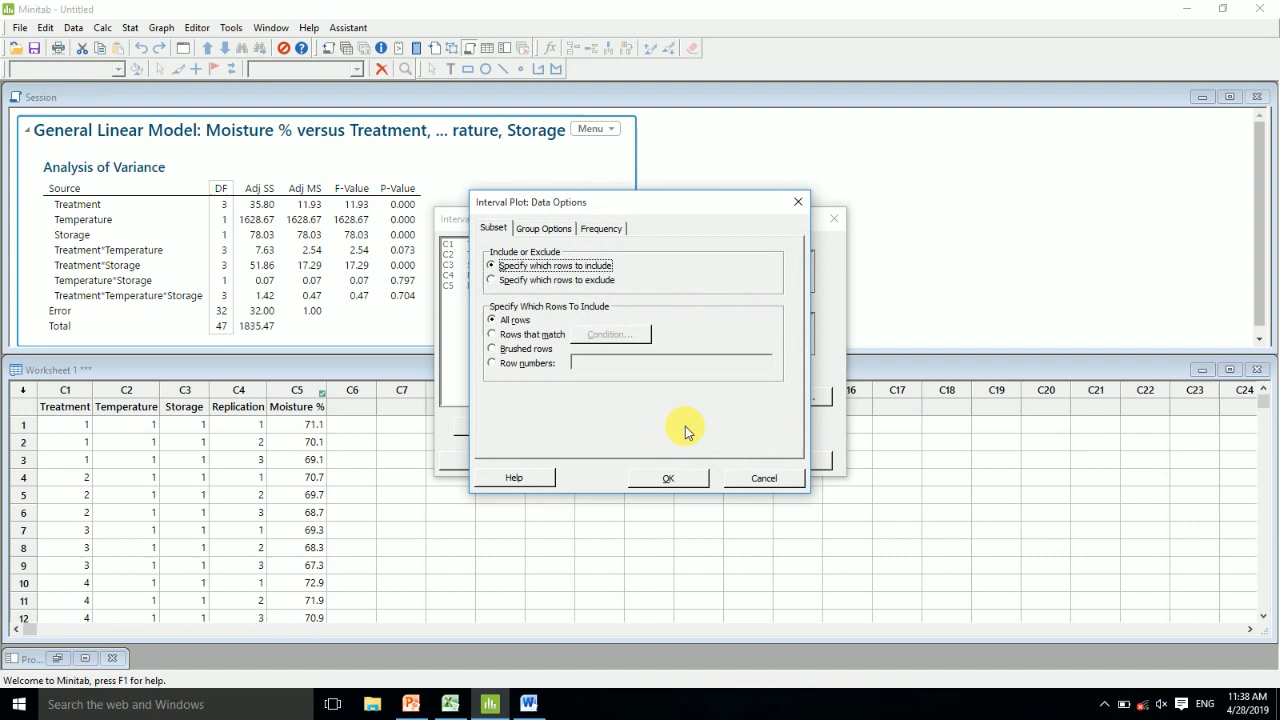 Minitab - Untitled
File Edit Data Calc Stat Graph Editor Tools Window Help Assistant
Session
General Linear Model: Moisture % versus Treatment, ... rature, Storage Menu
Analysis of Variance
Source DF Adj SS Adj MS F-Value P-Value
Treatment 3 35.80 11.93 11.93 0.000
Temperature 1 1628.67 1628.67 1628.67 0.000
Storage 1 78.03 78.03 78.03 0.000
Treatment*Temperature 3 7.63 2.54 2.54 0.073
Treatment*Storage 3 51.86 17.29 17.29 0.000
Temperature*Storage 1 0.07 0.07 0.07 0.797
Treatment*Temperature*Storage 3 1.42 0.47 0.47 0.704
Error 32 32.00 1.00
Total 47 1835.47
Interval Plot: Data Options
Subset Group Options Frequency
Include or Exclude
Specify which rows to include
Specify which rows to exclude
Specify Which Rows To Include
All rows
Rows that match Condition...
Brushed rows
Row numbers:
Help OK Cancel
C1
C2
C3
C4
C5
Worksheet 1 ***
C1 C2 C3 C4 C5 C6 C7 16 C17 C18 C19 C20 C21 C22 C23 C24
Treatment Temperature Storage Replication Moisture %
1 1 1 1 1 71.1
2 1 1 1 2 70.1
3 1 1 1 3 69.1
4 2 1 1 1 70.7
5 2 1 1 2 69.7
6 2 1 1 3 68.7
7 3 1 1 1 69.3
8 3 1 1 2 68.3
9 3 1 1 3 67.3
10 4 1 1 1 72.9
11 4 1 1 2 71.9
12 4 1 1 3 70.9
Pro...
Welcome to Minitab, press F1 for help.
Search the web and Windows
ENG
11:38 AM
4/28/2019